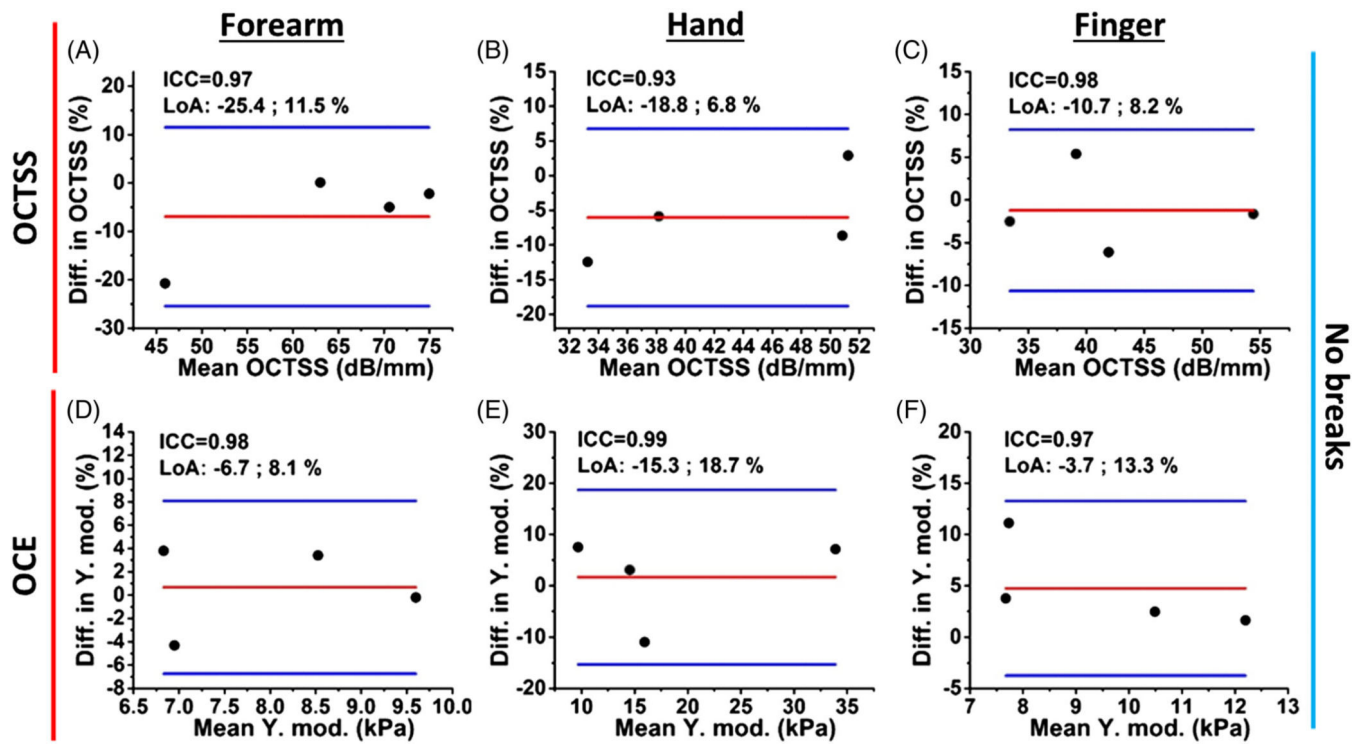 Forearm Hand Finger
OCTSS
(A)
ICC=0.97
LoA: -25.4 ; 11.5 %
Diff. in OCTSS (%)
20
10
0
-10
-20
-30
45 50 55 60 65 70 75
Mean OCTSS (dB/mm)
(B)
ICC=0.93
LoA: -18.8 ; 6.8 %
Diff. in OCTSS (%)
15
10
5
0
-5
-10
-15
-20
32 34 36 38 40 42 44 46 48 50 52
Mean OCTSS (dB/mm)
(C)
ICC=0.98
LoA: -10.7 ; 8.2 %
Diff. in OCTSS (%)
15
10
5
0
-5
-10
-15
30 35 40 45 50 55
Mean OCTSS (dB/mm)
No breaks
OCE
(D)
ICC=0.98
LoA: -6.7 ; 8.1 %
Diff. in Y. mod. (%)
14
12
10
8
6
4
2
0
-2
-4
-6
-8
6.5 7.0 7.5 8.0 8.5 9.0 9.5 10.0
Mean Y. mod. (kPa)
(E)
ICC=0.99
LoA: -15.3 ; 18.7 %
Diff. in Y. mod. (%)
30
20
10
0
-10
-20
10 15 20 25 30 35
Mean Y. mod. (kPa)
(F)
ICC=0.97
LoA: -3.7 ; 13.3 %
Diff. in Y. mod. (%)
20
15
10
5
0
-5
7 8 9 10 11 12 13
Mean Y. mod. (kPa)